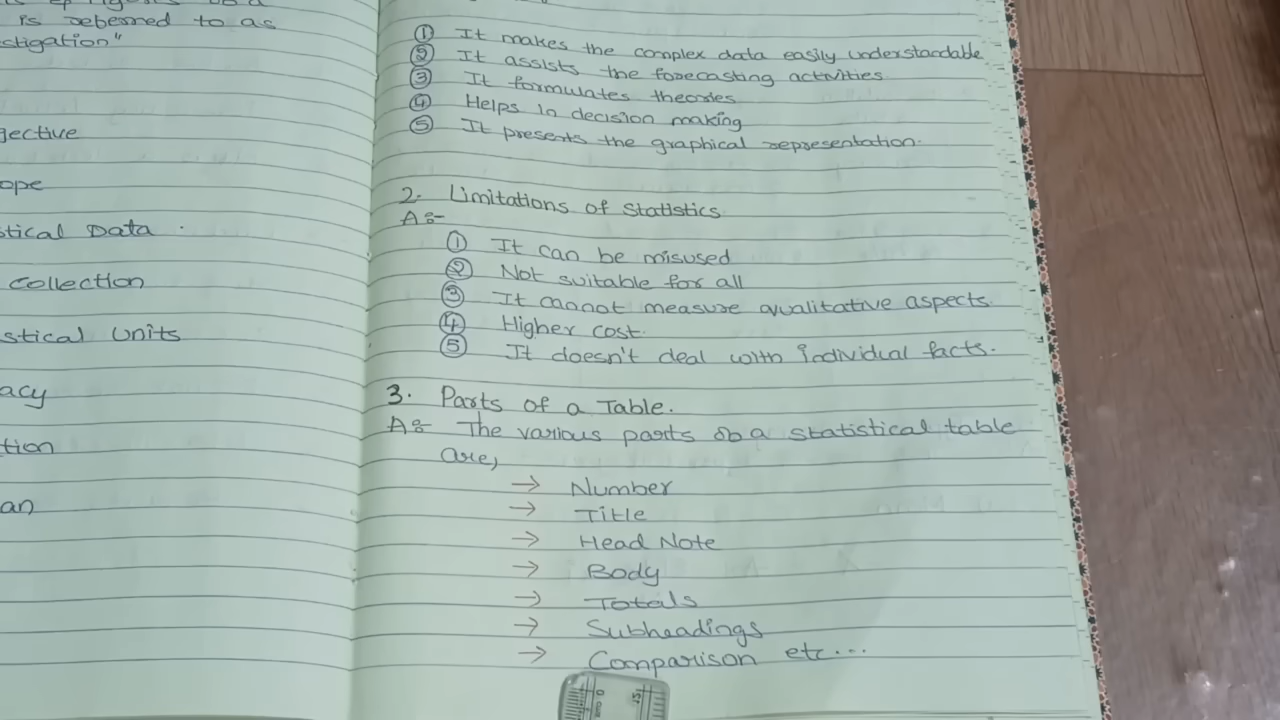 is referred to as
stigation"
jective
ope
stical Data .
collection
stical Units
acy
tion
an
① It makes the complex data easily understandable
② It assists the forecasting activities
③ It formulates theories
④ Helps in decision making
⑤ It presents the graphical representation.
2. Limitations of Statistics
A:-
① It can be misused
② Not suitable for all
③ It cannot measure qualitative aspects.
④ Higher cost.
⑤ It doesn't deal with individual facts.
3. Parts of a Table.
A:- The various parts of a statistical table
are,
→ Number
→ Title
→ Head Note
→ Body
→ Totals
→ Subheadings
→ Comparison etc...